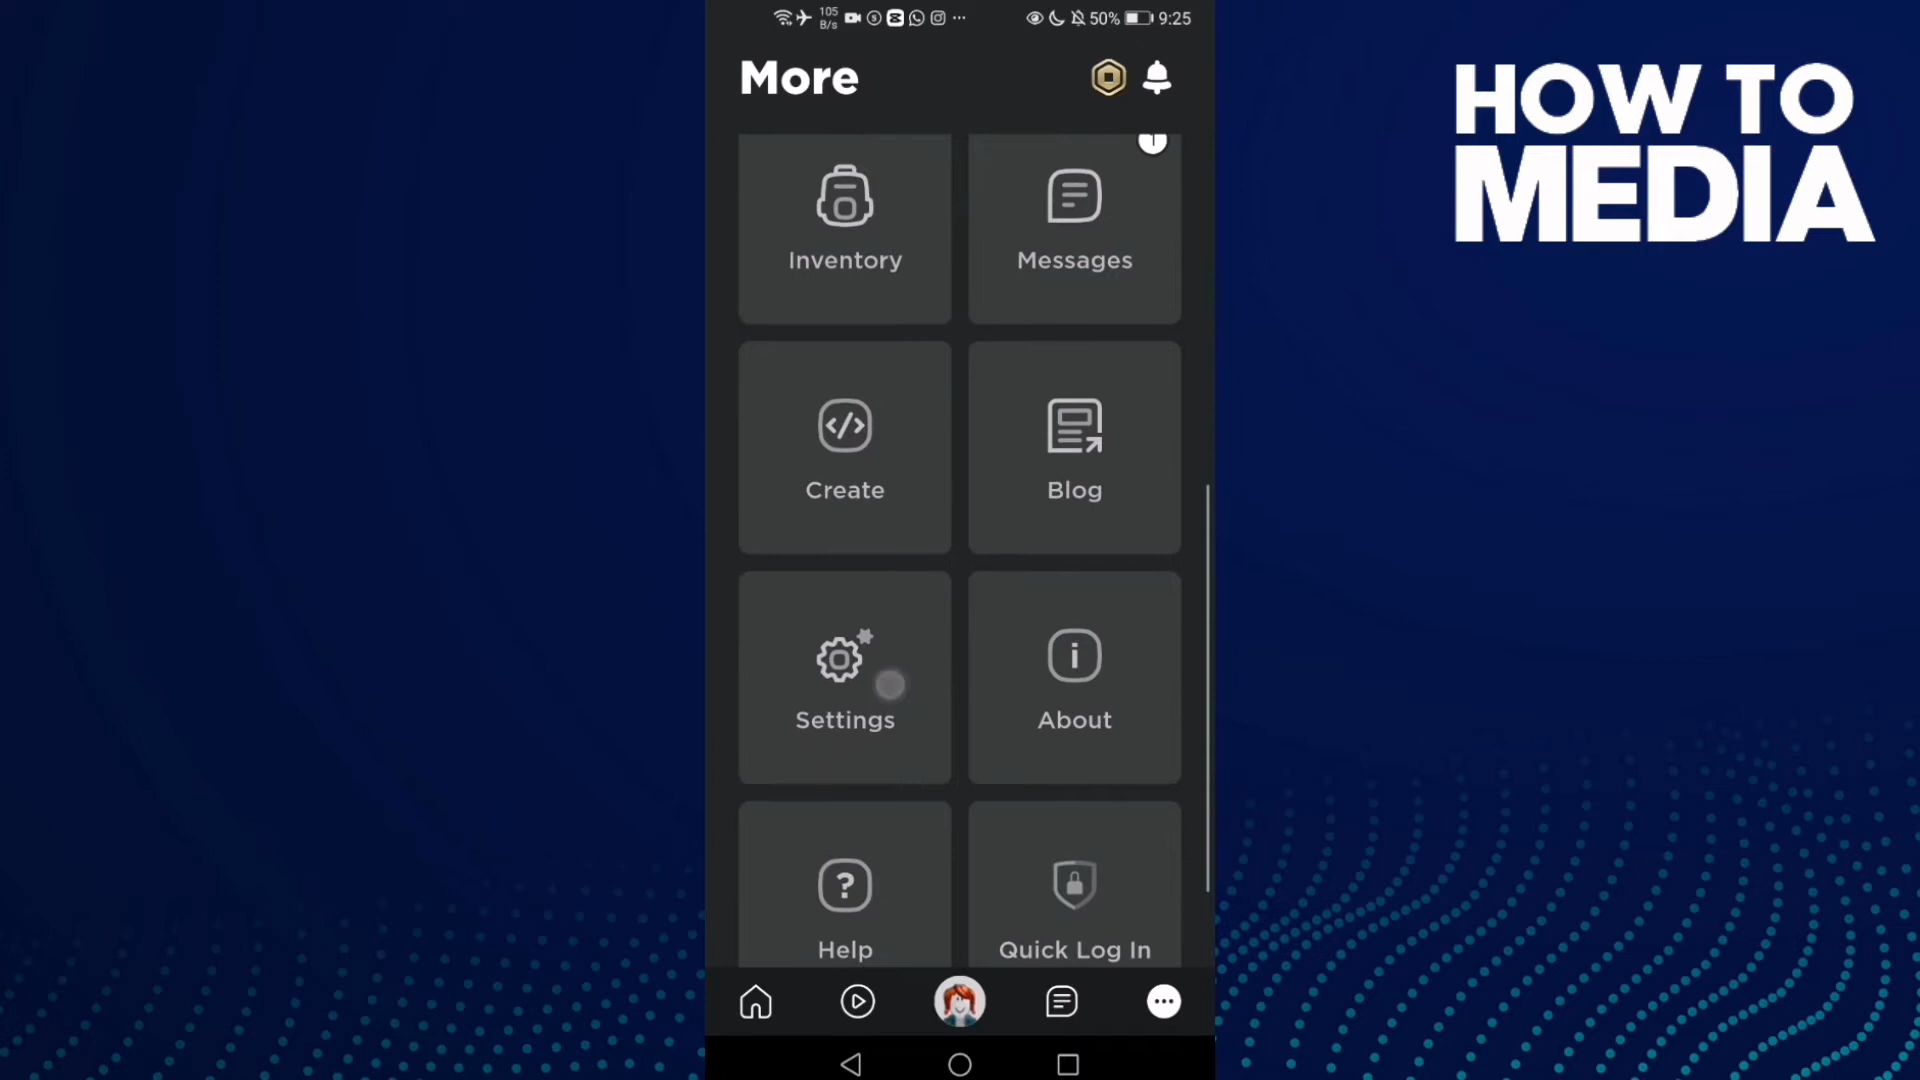 105
B/s
50%
9:25
More
HOW TO
MEDIA
Inventory
Messages
Create
Blog
Settings
About
Help
Quick Log In